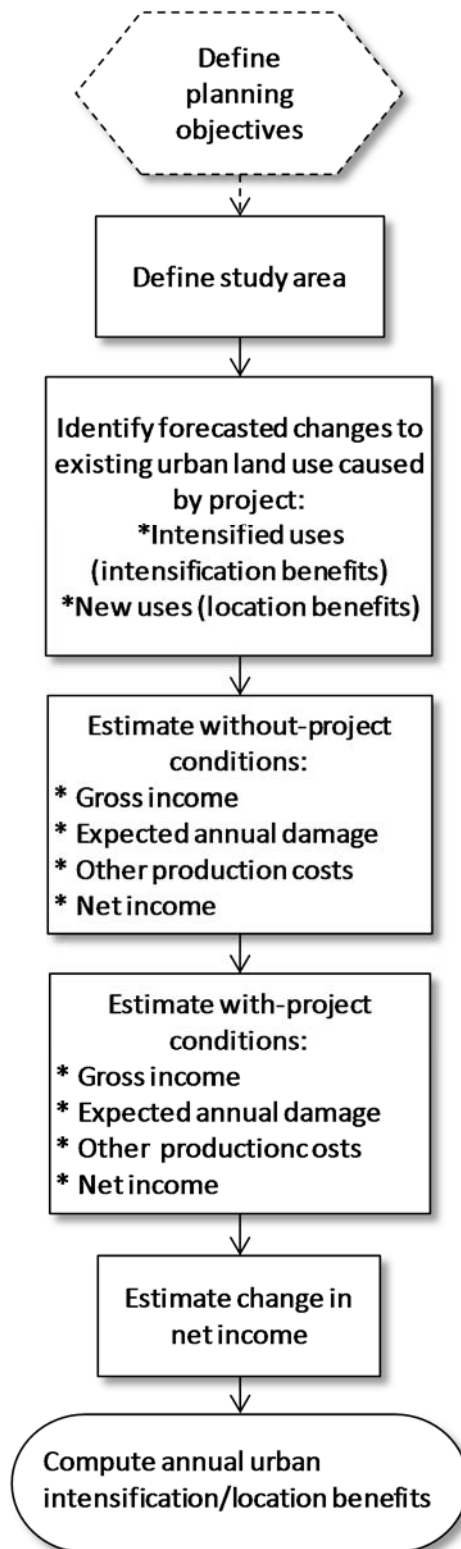 Define
planning
objectives
Define study area
Identify forecasted changes to
existing urban land use caused
by project:
*Intensified uses
(intensification benefits)
*New uses (location benefits)
Estimate without-project
conditions:
* Gross income
* Expected annual damage
* Other production costs
* Net income
Estimate with-project
conditions:
* Gross income
* Expected annual damage
* Other productioncosts
* Net income
Estimate change in
net income
Compute annual urban
intensification/location benefits